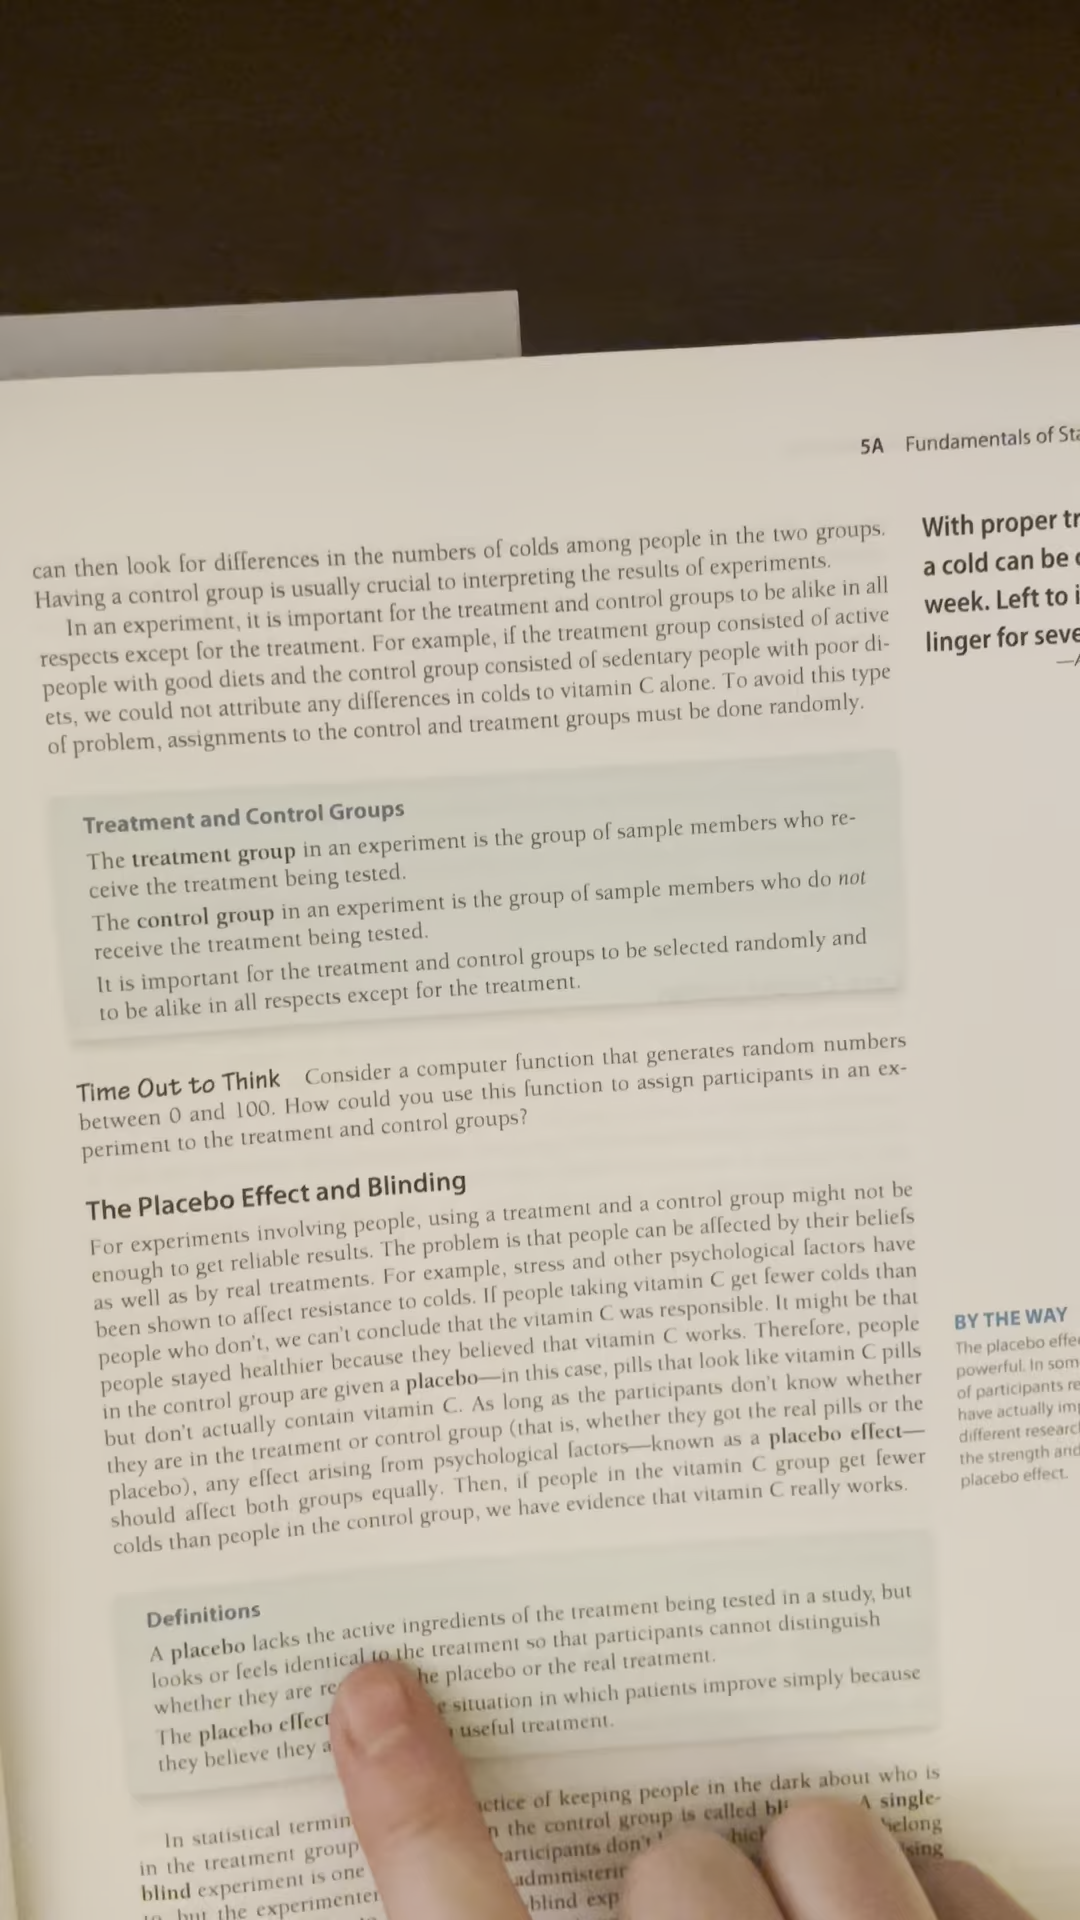 5A Fundamentals of
can then look for differences in the numbers of colds among people in the two groups.
Having a control group is usually crucial to interpreting the results of experiments.
In an experiment, it is important for the treatment and control groups to be alike in all
respects except for the treatment. For example, if the treatment group consisted of active
people with good diets and the control group consisted of sedentary people with poor di-
ets, we could not attribute any differences in colds to vitamin C alone. To avoid this type
of problem, assignments to the control and treatment groups must be done randomly.
Treatment and Control Groups
The treatment group in an experiment is the group of sample members who re-
ceive the treatment being tested.
The control group in an experiment is the group of sample members who do not
receive the treatment being tested.
It is important for the treatment and control groups to be selected randomly and
to be alike in all respects except for the treatment.
Time Out to Think Consider a computer function that generates random numbers
between 0 and 100. How could you use this function to assign participants in an ex-
periment to the treatment and control groups?
The Placebo Effect and Blinding
For experiments involving people, using a treatment and a control group might not be
enough to get reliable results. The problem is that people can be affected by their beliefs
as well as by real treatments. For example, stress and other psychological factors have
been shown to affect resistance to colds. If people taking vitamin C get fewer colds than
people who don't, we can't conclude that the vitamin C was responsible. It might be that
people stayed healthier because they believed that vitamin C works. Therefore, people
in the control group are given a placebo—in this case, pills that look like vitamin C pills
but don't actually contain vitamin C. As long as the participants don't know whether
they are in the treatment or control group (that is, whether they got the real pills or the
placebo), any effect arising from psychological factors—known as a placebo effect—
should affect both groups equally. Then, if people in the vitamin C group get fewer
colds than people in the control group, we have evidence that vitamin C really works.
Definitions
A placebo lacks the active ingredients of the treatment being tested in a study, but
looks or feels identical to the treatment so that participants cannot distinguish
whether they are placebo or the real treatment.
The placebo effect situation in which patients improve simply because
they believe they useful treatment.
In statistical of keeping people in the dark about who is
in the treatment group the control group is called A single-
blind experiment is one don't
but the
blind
With proper
a cold can be
week. Left to
linger for
BY THE WAY
The placebo
powerful. In
of participants
have actually
different
the strength and
placebo effect.